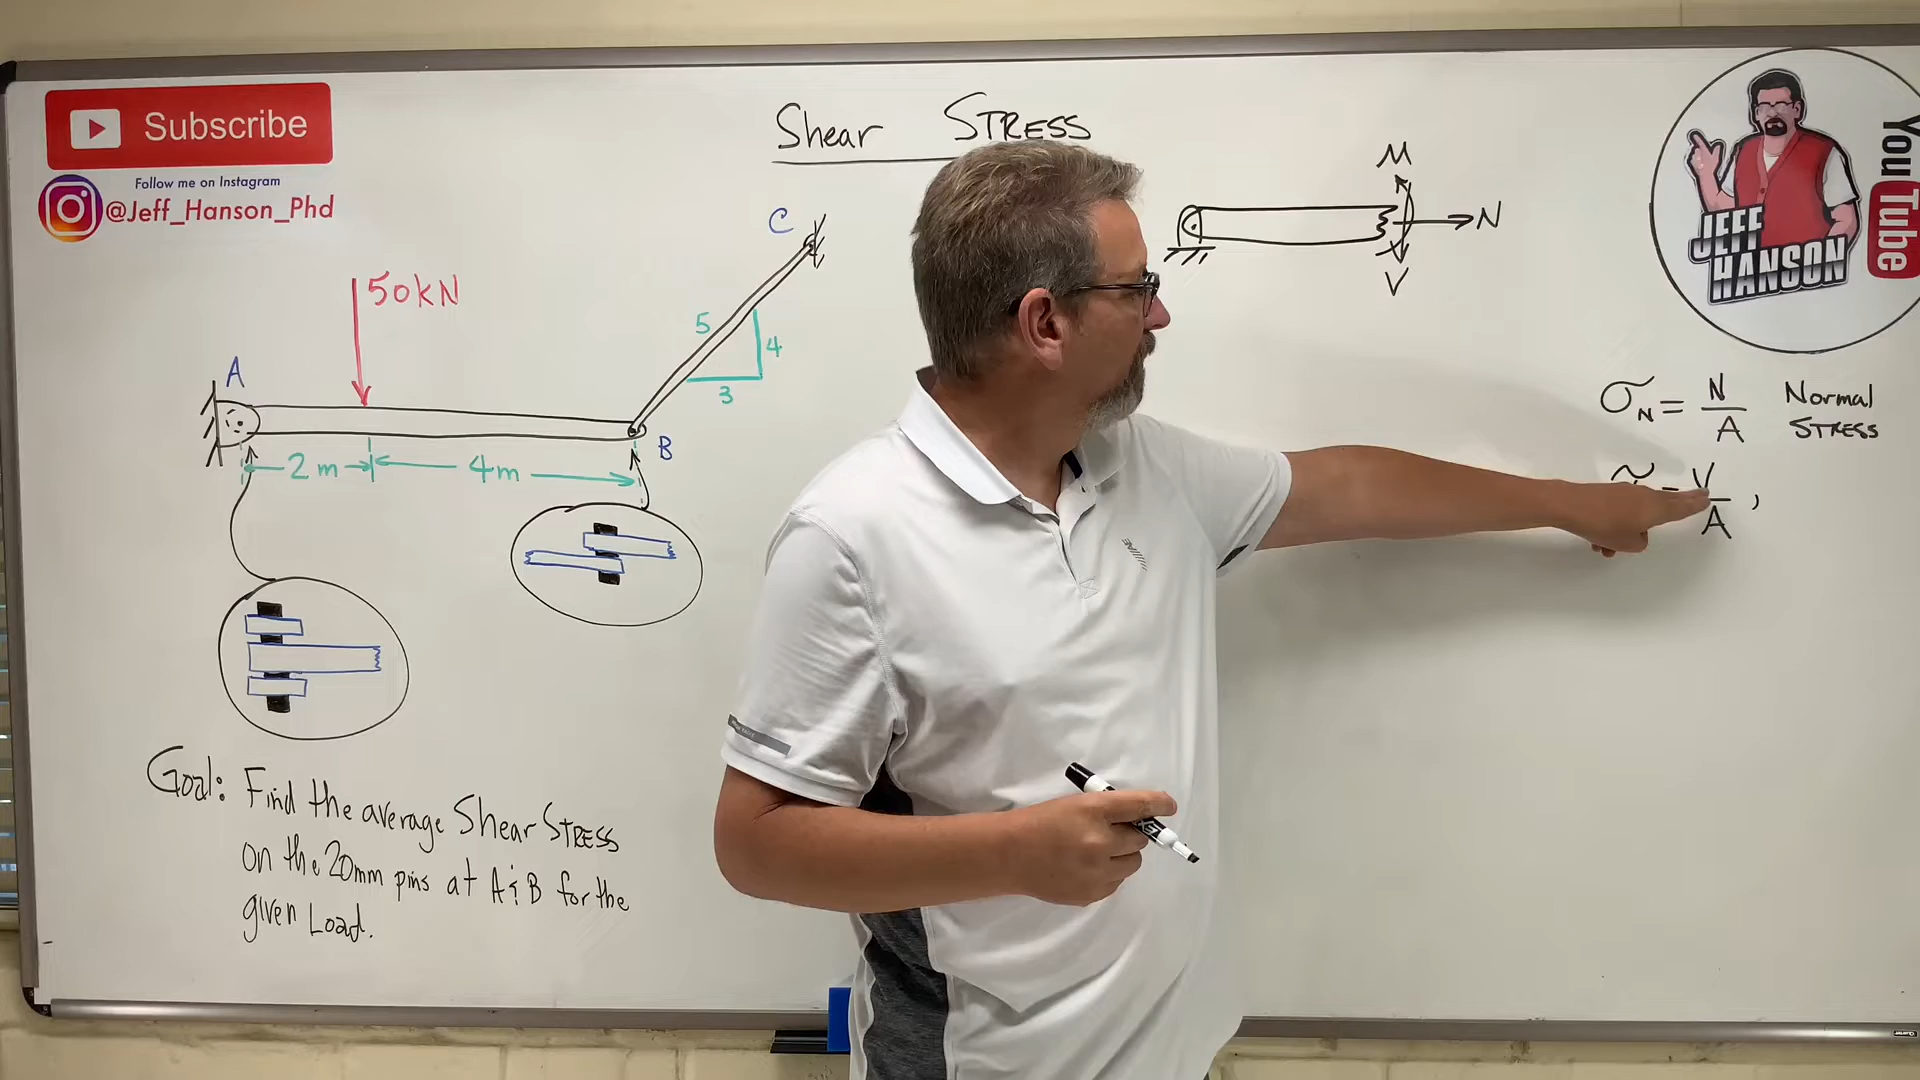 Subscribe
Follow me on Instagram
@Jeff_Hanson_Phd
Shear STRESS
M
N
V
C
50kN
5
4
3
A
B
2m
4m
σN = N/A Normal STRESS
= V/A ,
Goal: Find the average Shear STRESS
on the 20mm pins at A & B for the
given Load.
JEFF
HANSON
YouTube